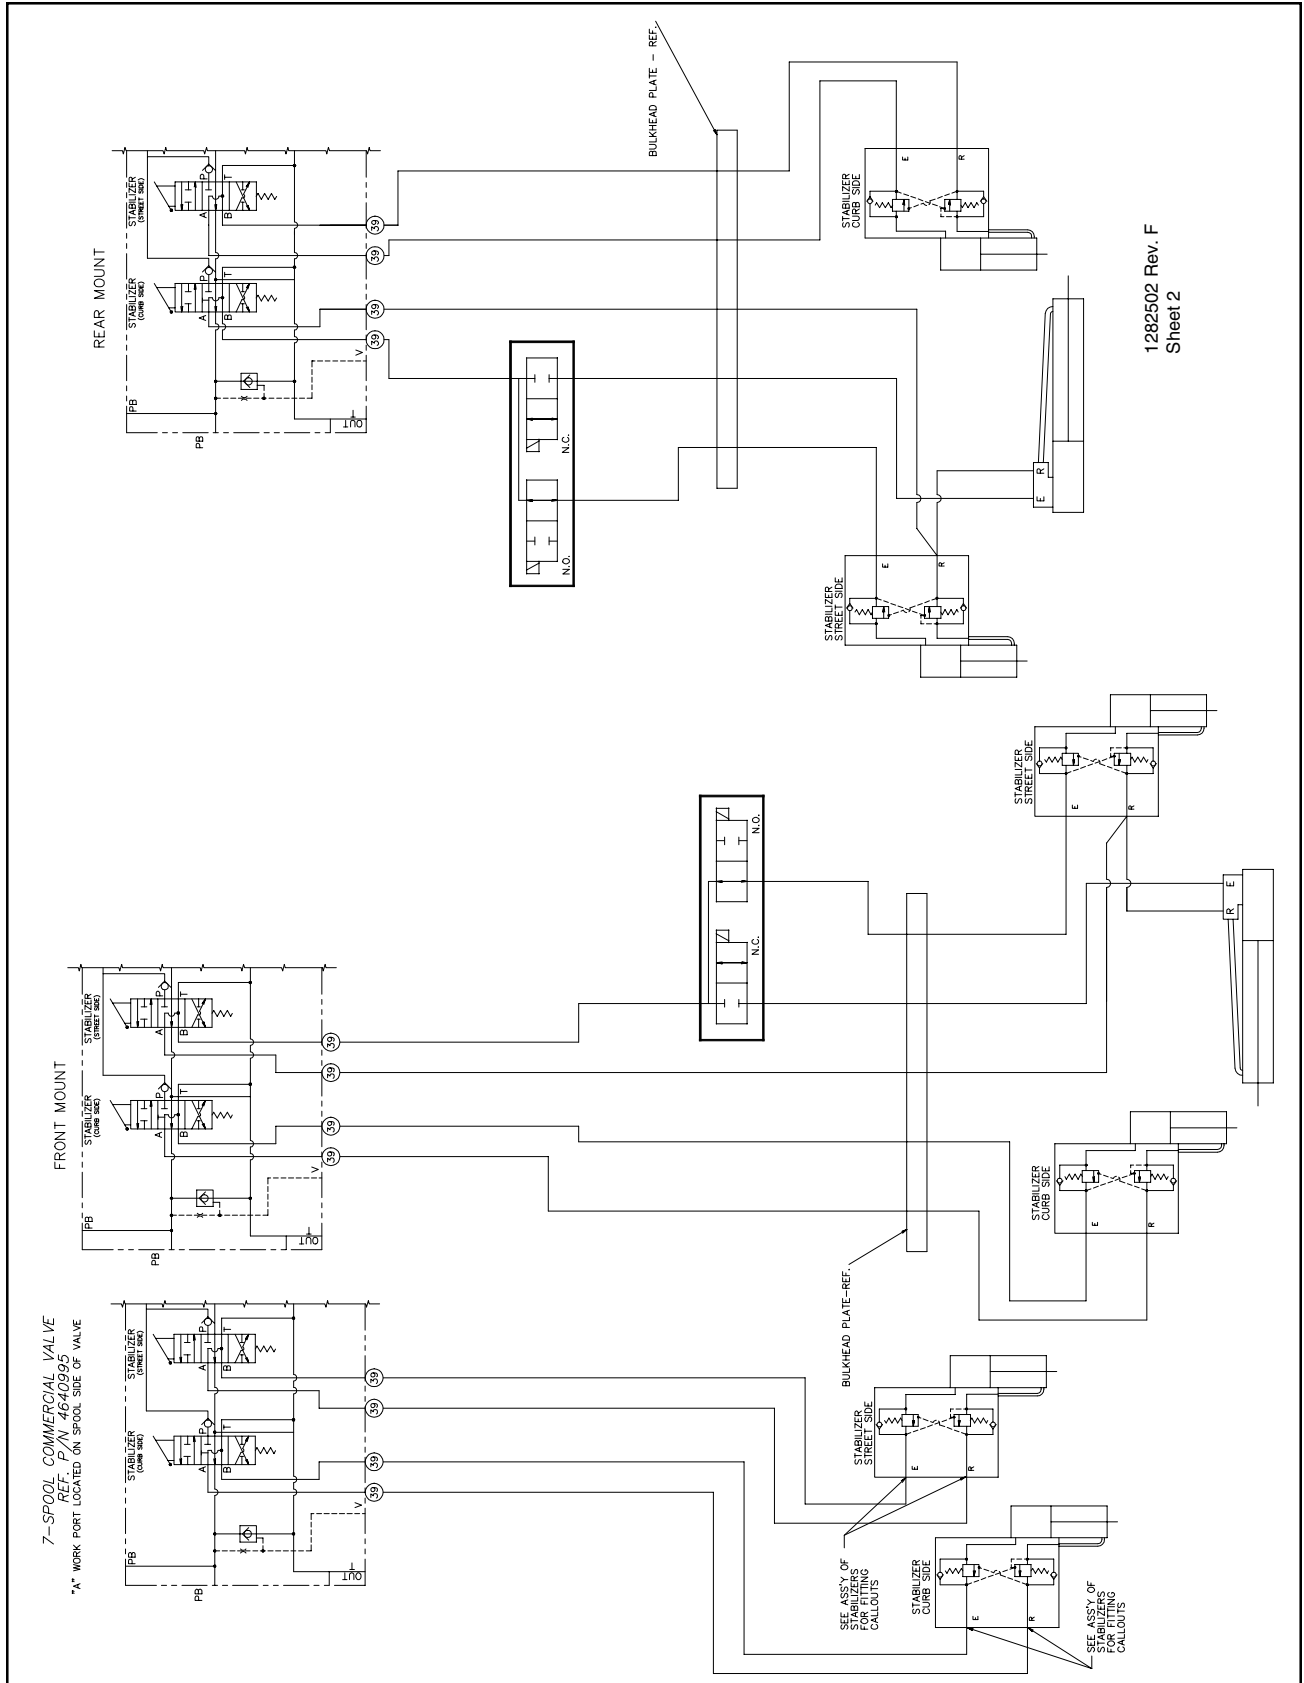 7-SPOOL COMMERCIAL VALVE
REF. P/N 4640995
"A" WORK PORT LOCATED ON SPOOL SIDE OF VALVE
PB
PB
STABILIZER
(CURB SIDE)
STABILIZER
(STREET SIDE)
A
P
B
T
A
P
B
T
V
T
OUT
39
39
39
39
SEE ASS'Y OF
STABILIZERS
FOR FITTING
CALLOUTS
STABILIZER
STREET SIDE
E
R
STABILIZER
CURB SIDE
E
R
SEE ASS'Y OF
STABILIZERS
FOR FITTING
CALLOUTS
FRONT MOUNT
PB
PB
STABILIZER
(CURB SIDE)
STABILIZER
(STREET SIDE)
A
P
B
T
A
P
B
T
V
T
OUT
39
39
39
39
N.C.
N.O.
BULKHEAD PLATE-REF.
STABILIZER
CURB SIDE
E
R
STABILIZER
STREET SIDE
E
R
R
E
REAR MOUNT
PB
PB
STABILIZER
(CURB SIDE)
STABILIZER
(STREET SIDE)
A
P
B
T
A
P
B
T
V
T
OUT
39
39
39
39
N.O.
N.C.
BULKHEAD PLATE - REF.
STABILIZER
STREET SIDE
E
R
STABILIZER
CURB SIDE
E
R
E
R
1282502 Rev. F
Sheet 2